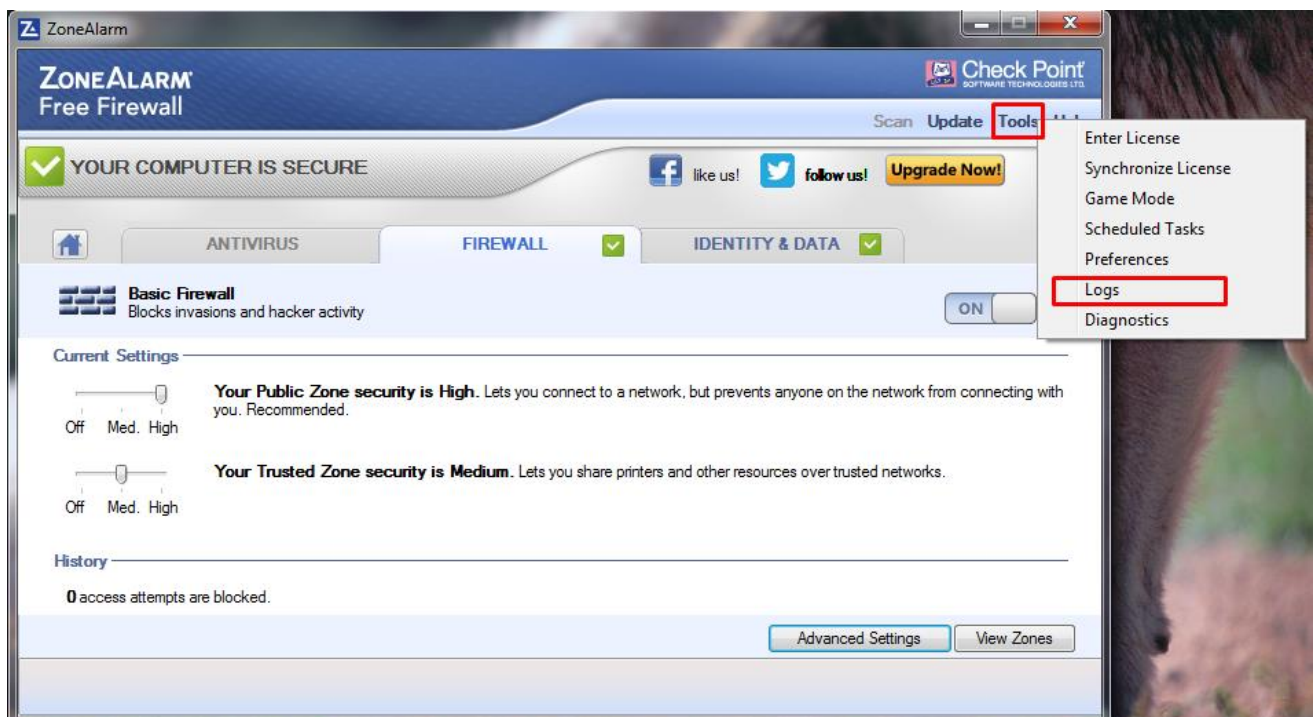 ZoneAlarm
ZONEALARM
Free Firewall
Check Point
SOFTWARE TECHNOLOGIES LTD.
Scan Update Tools
YOUR COMPUTER IS SECURE
like us! follow us! Upgrade Now!
Enter License
Synchronize License
Game Mode
Scheduled Tasks
Preferences
Logs
Diagnostics
ANTIVIRUS FIREWALL IDENTITY & DATA
Basic Firewall
Blocks invasions and hacker activity
ON
Current Settings
Your Public Zone security is High. Lets you connect to a network, but prevents anyone on the network from connecting with
you. Recommended.
Off Med. High
Your Trusted Zone security is Medium. Lets you share printers and other resources over trusted networks.
Off Med. High
History
0 access attempts are blocked.
Advanced Settings View Zones